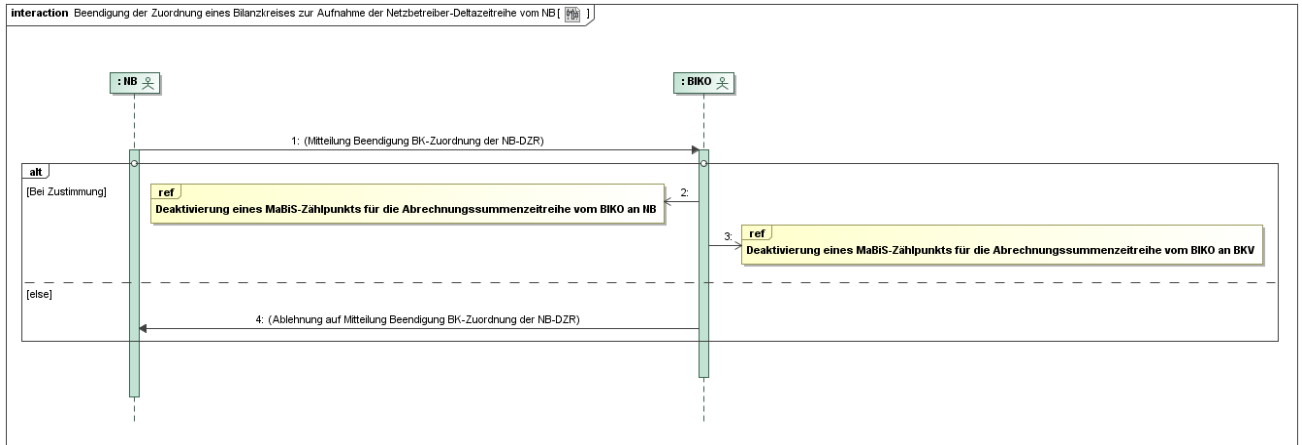 interaction Beendigung der Zuordnung eines Bilanzkreises zur Aufnahme der Netzbetreiber-Deltazeitreihe vom NB[ ]
: NB
: BIKO
1: (Mitteilung Beendigung BK-Zuordnung der NB-DZR)
alt
[Bei Zustimmung]
ref
Deaktivierung eines MaBiS-Zählpunkts für die Abrechnungssummenzeitreihe vom BIKO an NB
2:
3:
ref
Deaktivierung eines MaBiS-Zählpunkts für die Abrechnungssummenzeitreihe vom BIKO an BKV
[else]
4: (Ablehnung auf Mitteilung Beendigung BK-Zuordnung der NB-DZR)